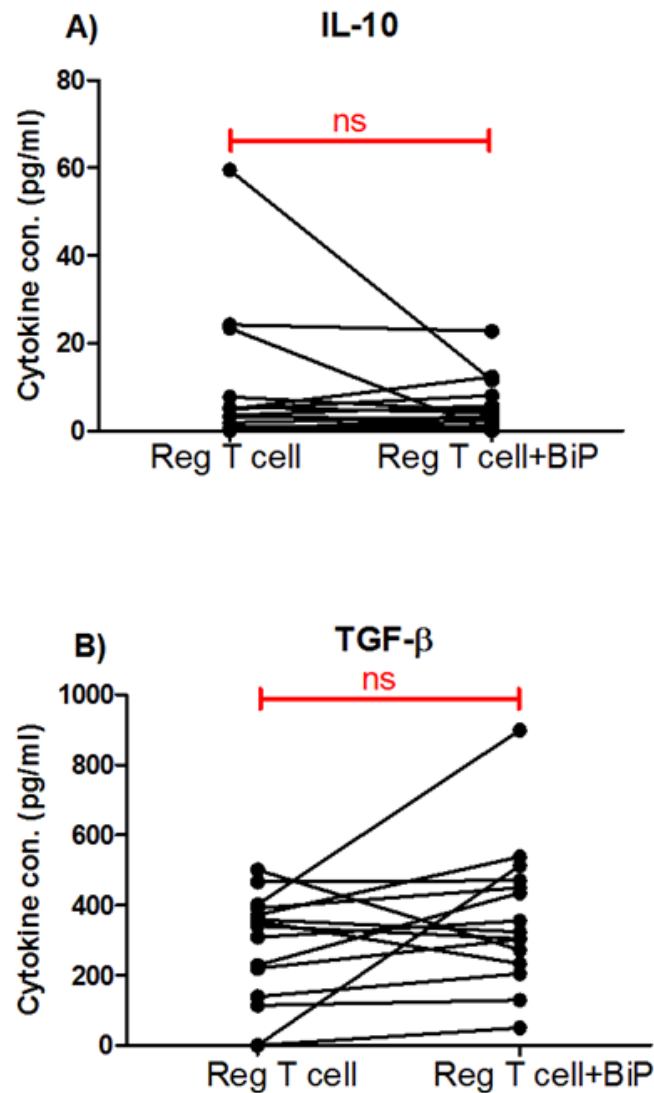 A) IL-10
Cytokine con. (pg/ml)
80
60
40
20
0
ns
Reg T cell Reg T cell+BiP
B) TGF-β
Cytokine con. (pg/ml)
1000
800
600
400
200
0
ns
Reg T cell Reg T cell+BiP